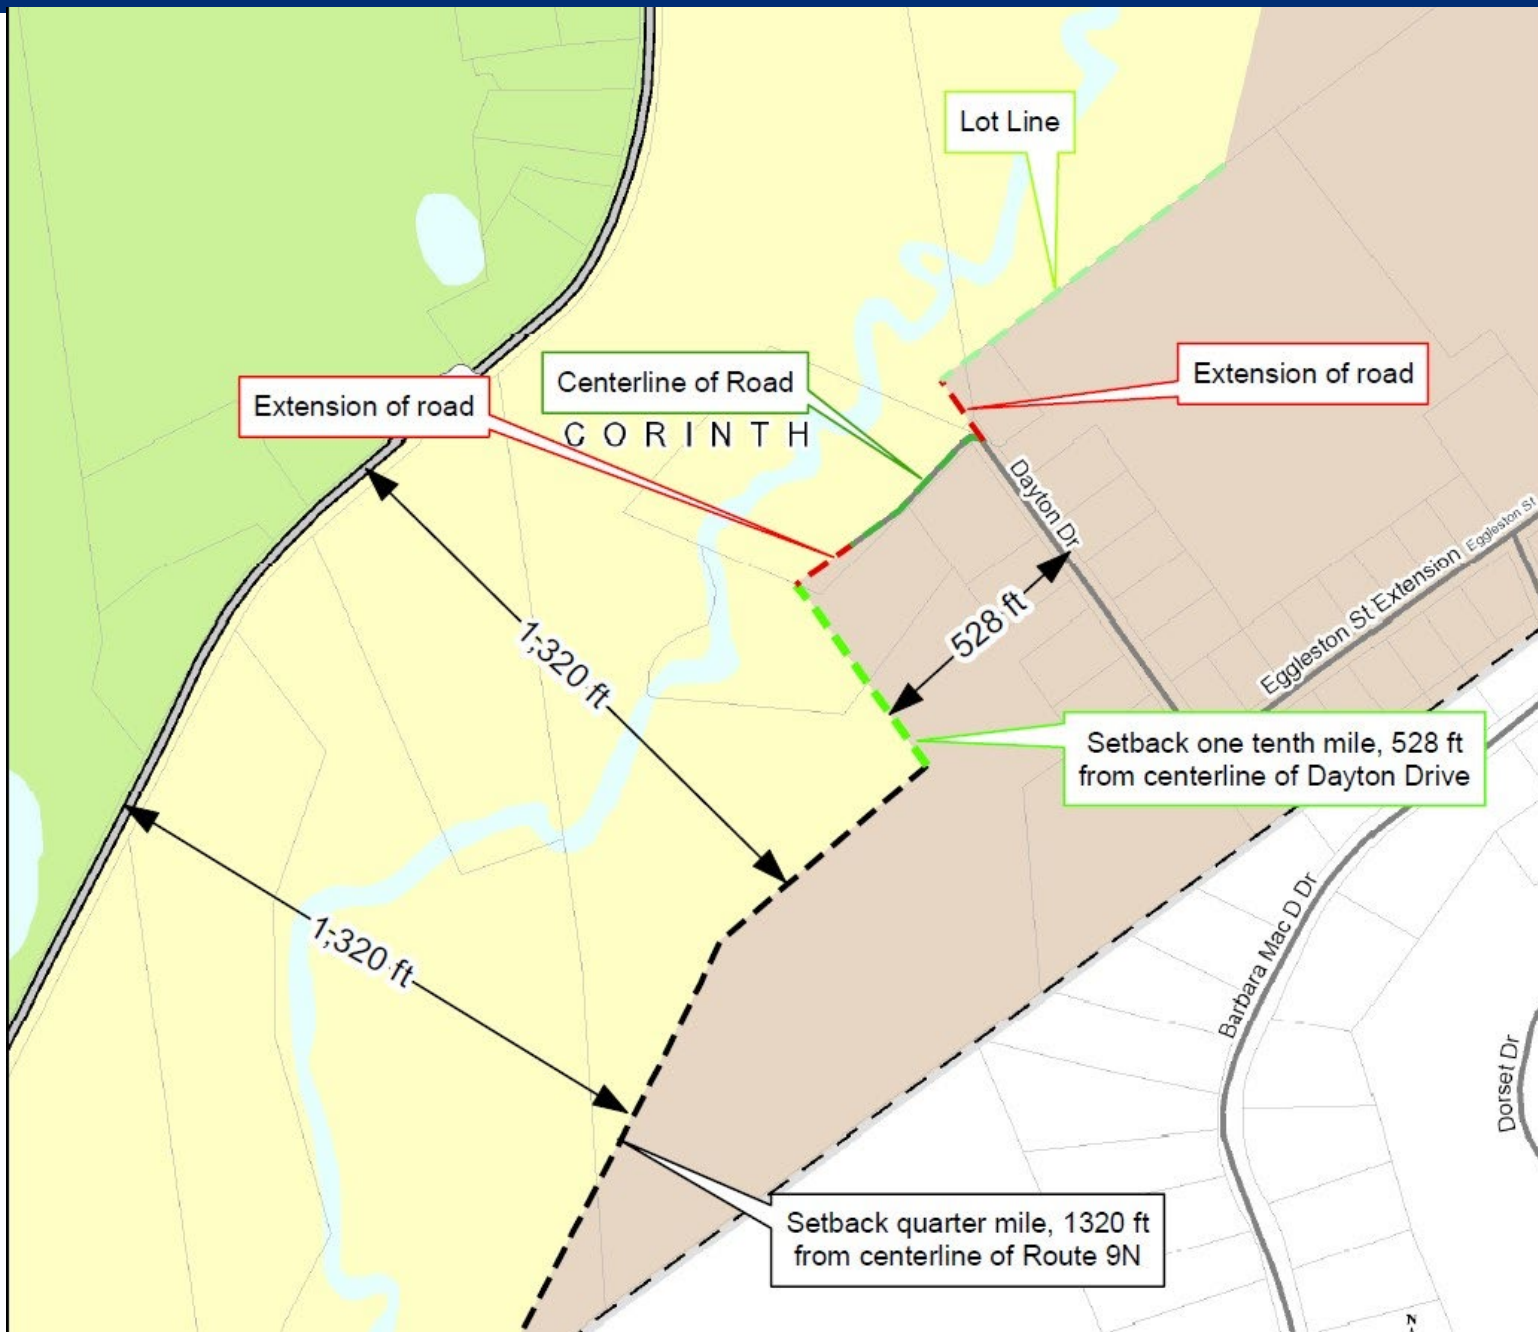 Lot Line
Extension of road
Centerline of Road
Extension of road
CORINTH
Dayton Dr
Eggleston St
Eggleston St Extension
528 ft
1,320 ft
Setback one tenth mile, 528 ft
from centerline of Dayton Drive
1,320 ft
Barbara Mac D Dr
Dorset Dr
Setback quarter mile, 1320 ft
from centerline of Route 9N
N